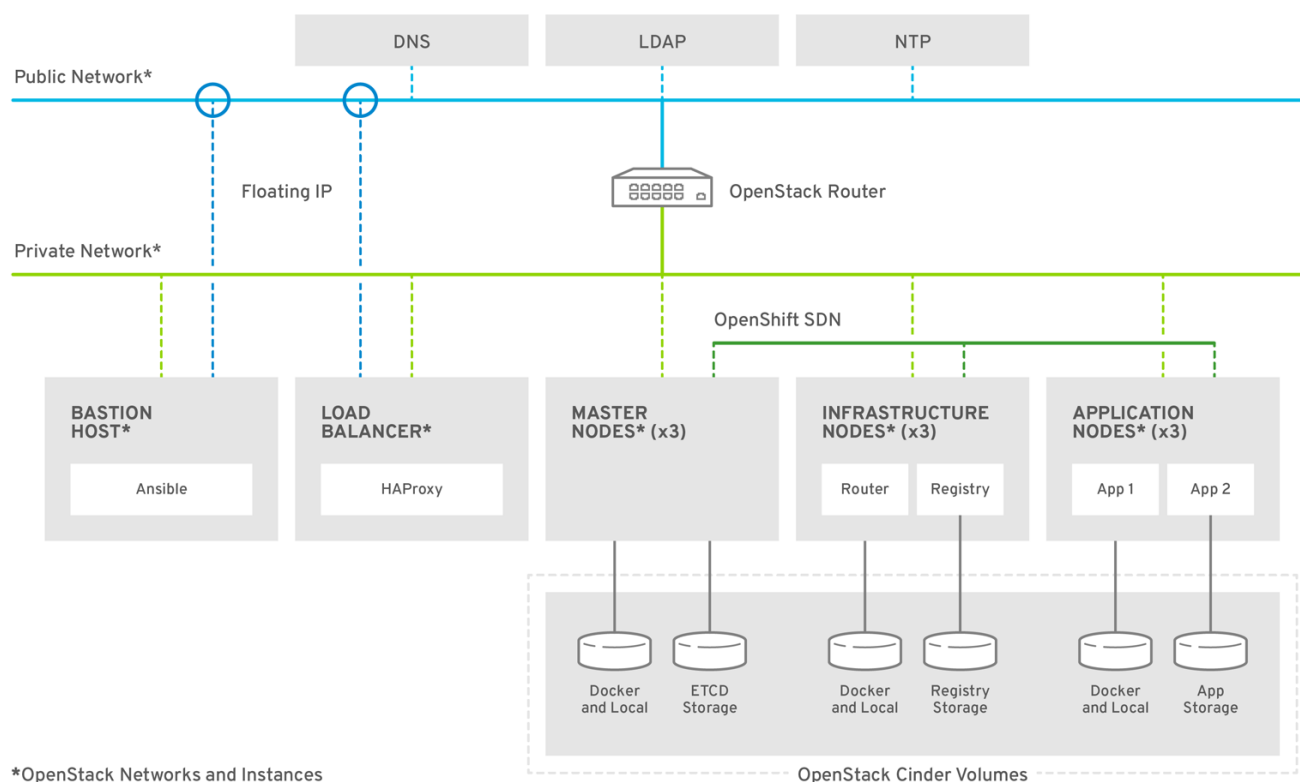 DNS
LDAP
NTP
Public Network*
Floating IP
OpenStack Router
Private Network*
OpenShift SDN
BASTION
HOST*
Ansible
LOAD
BALANCER*
HAProxy
MASTER
NODES* (x3)
INFRASTRUCTURE
NODES* (x3)
Router
Registry
APPLICATION
NODES* (x3)
App 1
App 2
Docker
and Local
ETCD
Storage
Docker
and Local
Registry
Storage
Docker
and Local
App
Storage
*OpenStack Networks and Instances
OpenStack Cinder Volumes